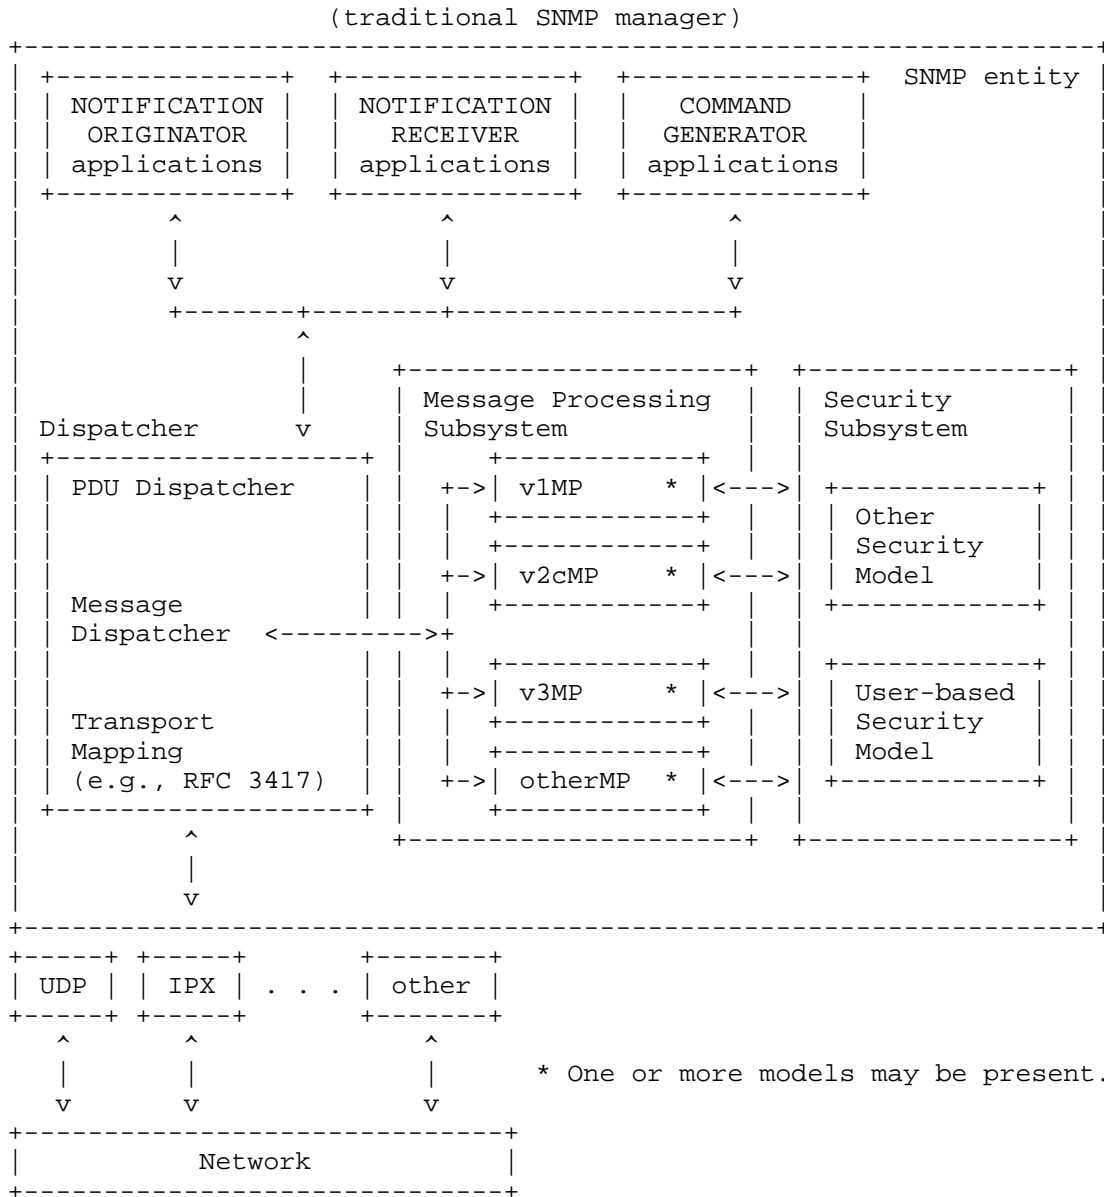 (traditional SNMP manager)
SNMP entity
NOTIFICATION
ORIGINATOR
applications
NOTIFICATION
RECEIVER
applications
COMMAND
GENERATOR
applications
Dispatcher
PDU Dispatcher
Message
Dispatcher
Transport
Mapping
(e.g., RFC 3417)
Message Processing
Subsystem
v1MP *
v2cMP *
v3MP *
otherMP *
Security
Subsystem
Other
Security
Model
User-based
Security
Model
UDP
IPX
. . .
other
* One or more models may be present.
Network